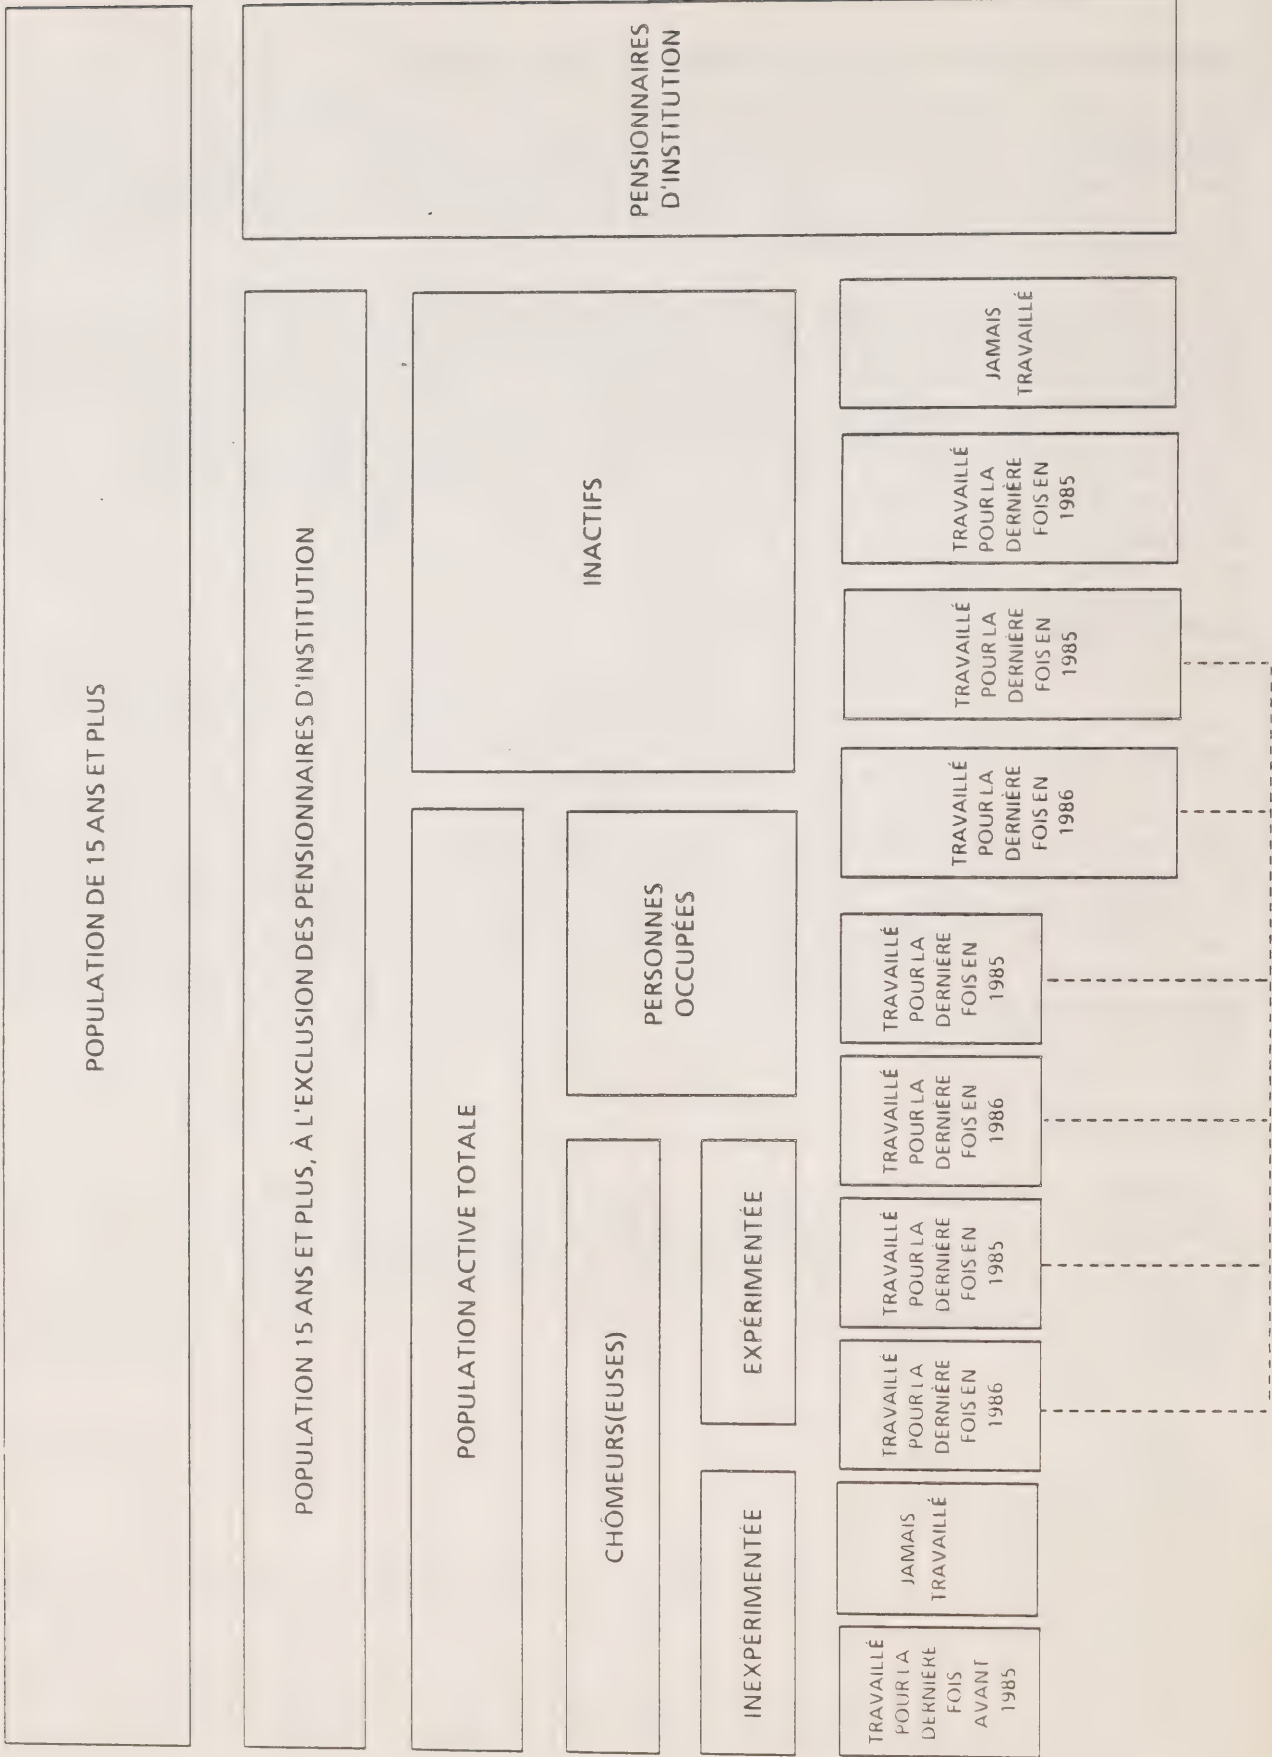 POPULATION DE 15 ANS ET PLUS
POPULATION 15 ANS ET PLUS, À L'EXCLUSION DES PENSIONNAIRES D'INSTITUTION
PENSIONNAIRES
D'INSTITUTION
POPULATION ACTIVE TOTALE
INACTIFS
CHÔMEURS(EUSES)
PERSONNES
OCCUPÉES
INEXPÉRIMENTÉE
EXPÉRIMENTÉE
TRAVAILLÉ
POUR LA
DERNIÈRE
FOIS
AVANT
1985
JAMAIS
TRAVAILLÉ
TRAVAILLÉ
POUR LA
DERNIÈRE
FOIS EN
1986
TRAVAILLÉ
POUR LA
DERNIÈRE
FOIS EN
1985
TRAVAILLÉ
POUR LA
DERNIÈRE
FOIS EN
1986
TRAVAILLÉ
POUR LA
DERNIÈRE
FOIS EN
1985
TRAVAILLÉ
POUR LA
DERNIÈRE
FOIS EN
1986
TRAVAILLÉ
POUR LA
DERNIÈRE
FOIS EN
1985
TRAVAILLÉ
POUR LA
DERNIÈRE
FOIS EN
1985
JAMAIS
TRAVAILLÉ